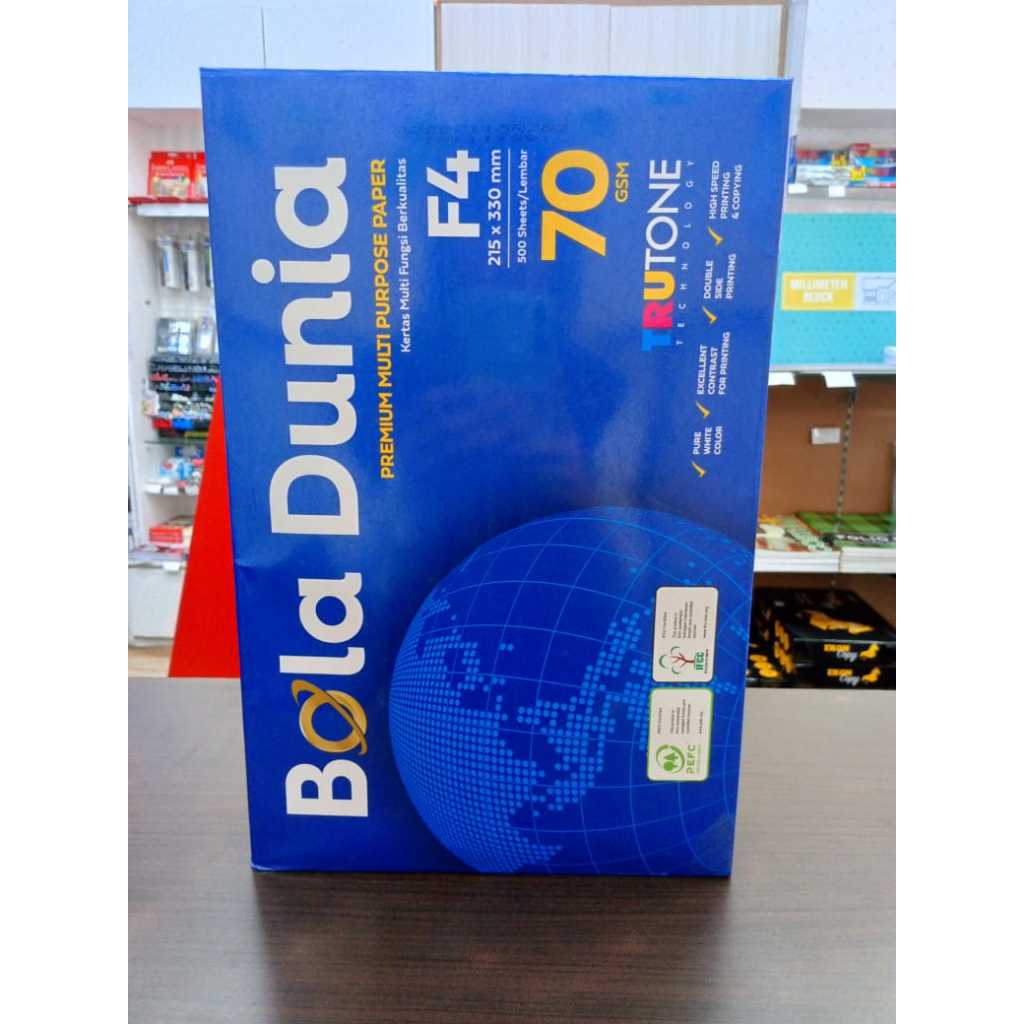 Bola Dunia
PREMIUM MULTI PURPOSE PAPER
Kertas Multi Fungsi Berkualitas
F4
215 x 330 mm
500 Sheets/Lembar
70
GSM
TRUTONE
TECHNOLOGY
PURE
WHITE
COLOR
EXCELLENT
CONTRAST
FOR PRINTING
DOUBLE
SIDE
PRINTING
HIGH SPEED
PRINTING
& COPYING
PEFC
IFCC
MILLIMETER
BLOCK
FOLIO